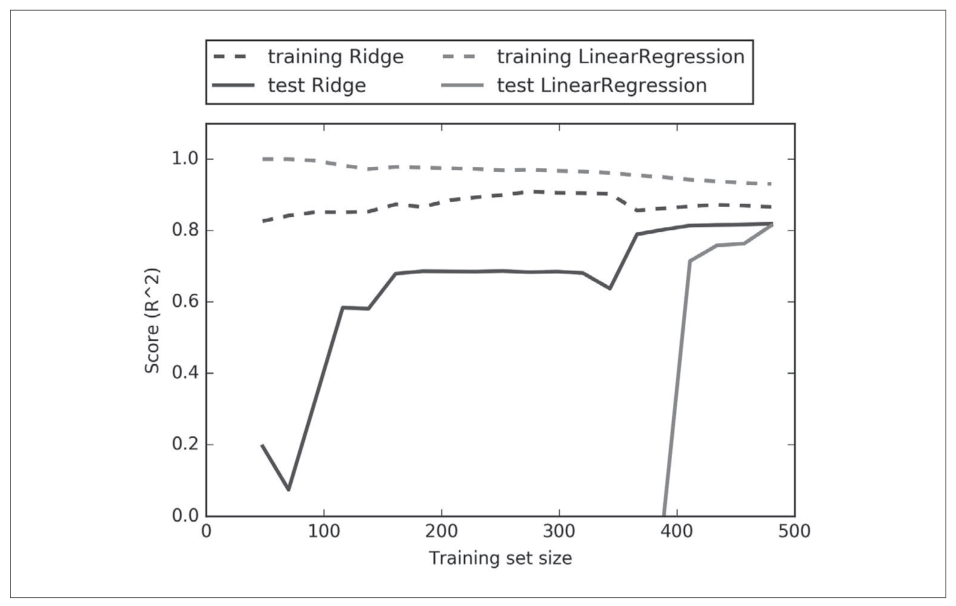 training Ridge training LinearRegression
test Ridge test LinearRegression
1.0
0.8
0.6
0.4
0.2
0.0
Score (R^2)
0 100 200 300 400 500
Training set size